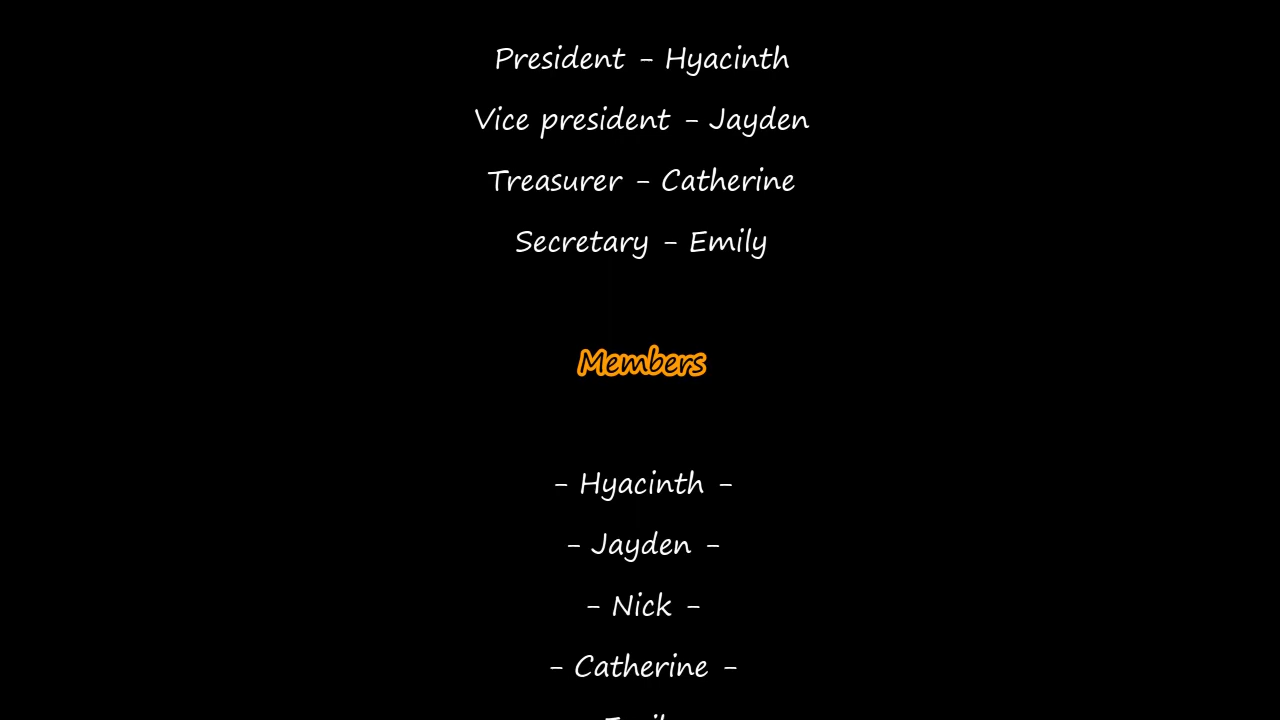 President - Hyacinth
Vice president - Jayden
Treasurer - Catherine
Secretary - Emily
Members
- Hyacinth -
- Jayden -
- Nick -
- Catherine -